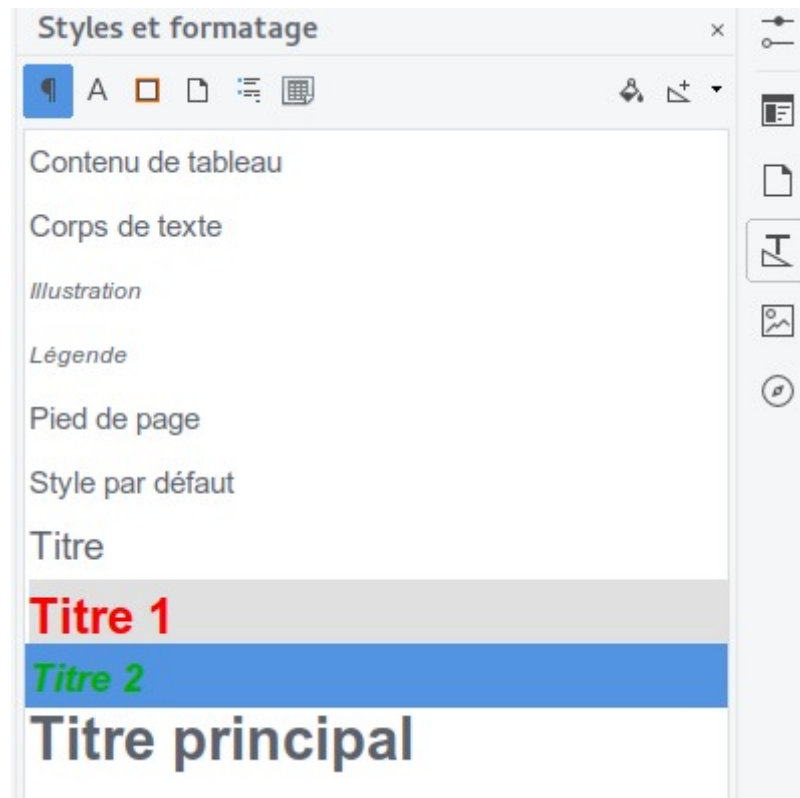 Styles et formatage
Contenu de tableau
Corps de texte
Illustration
Légende
Pied de page
Style par défaut
Titre
Titre 1
Titre 2
Titre principal